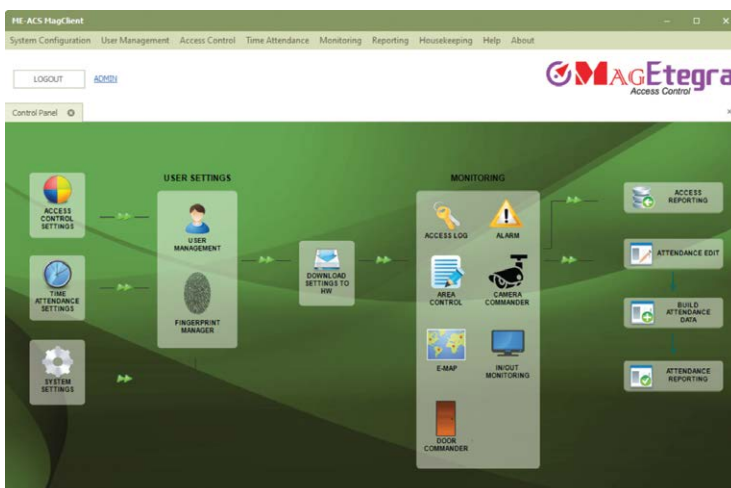 ME-ACS MagClient
System Configuration User Management Access Control Time Attendance Monitoring Reporting Housekeeping Help About
LOGOUT ADMIN
MAGEtegra
Access Control
Control Panel
USER SETTINGS
MONITORING
ACCESS
CONTROL
SETTINGS
TIME
ATTENDANCE
SETTINGS
SYSTEM
SETTINGS
USER
MANAGEMENT
FINGERPRINT
MANAGER
DOWNLOAD
SETTINGS TO
HW
ACCESS LOG
ALARM
AREA
CONTROL
CAMERA
COMMANDER
E-MAP
IN/OUT
MONITORING
DOOR
COMMANDER
ACCESS
REPORTING
ATTENDANCE EDIT
BUILD
ATTENDANCE
DATA
ATTENDANCE
REPORTING